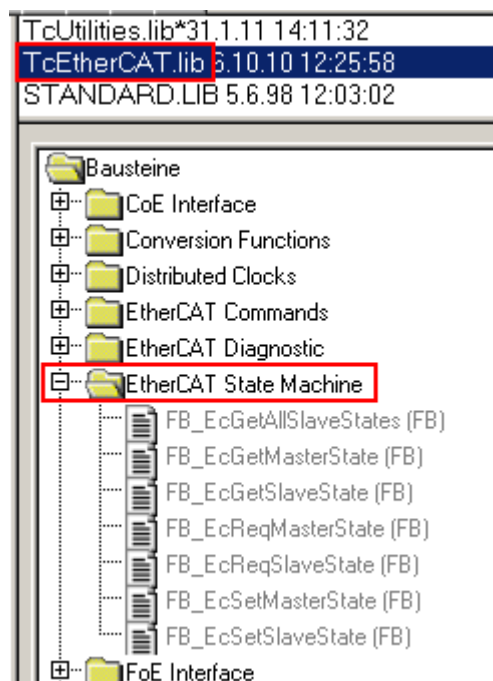 TcUtilities.lib*31.1.11 14:11:32
TcEtherCAT.lib 6.10.10 12:25:58
STANDARD.LIB 5.6.98 12:03:02
Bausteine
CoE Interface
Conversion Functions
Distributed Clocks
EtherCAT Commands
EtherCAT Diagnostic
EtherCAT State Machine
FB_EcGetAllSlaveStates (FB)
FB_EcGetMasterState (FB)
FB_EcGetSlaveState (FB)
FB_EcReqMasterState (FB)
FB_EcReqSlaveState (FB)
FB_EcSetMasterState (FB)
FB_EcSetSlaveState (FB)
FoE Interface